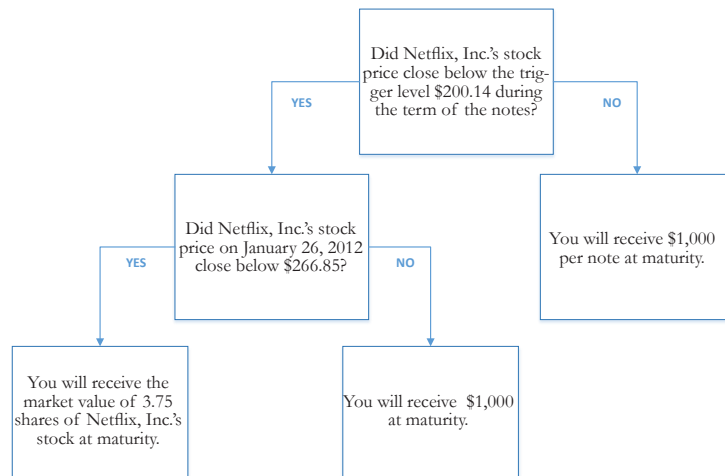 Did Netflix, Inc.'s stock
price close below the trig-
ger level $200.14 during
the term of the notes?
YES
NO
Did Netflix, Inc.'s stock
price on January 26, 2012
close below $266.85?
You will receive $1,000
per note at maturity.
YES
NO
You will receive the
market value of 3.75
shares of Netflix, Inc.'s
stock at maturity.
You will receive $1,000
at maturity.